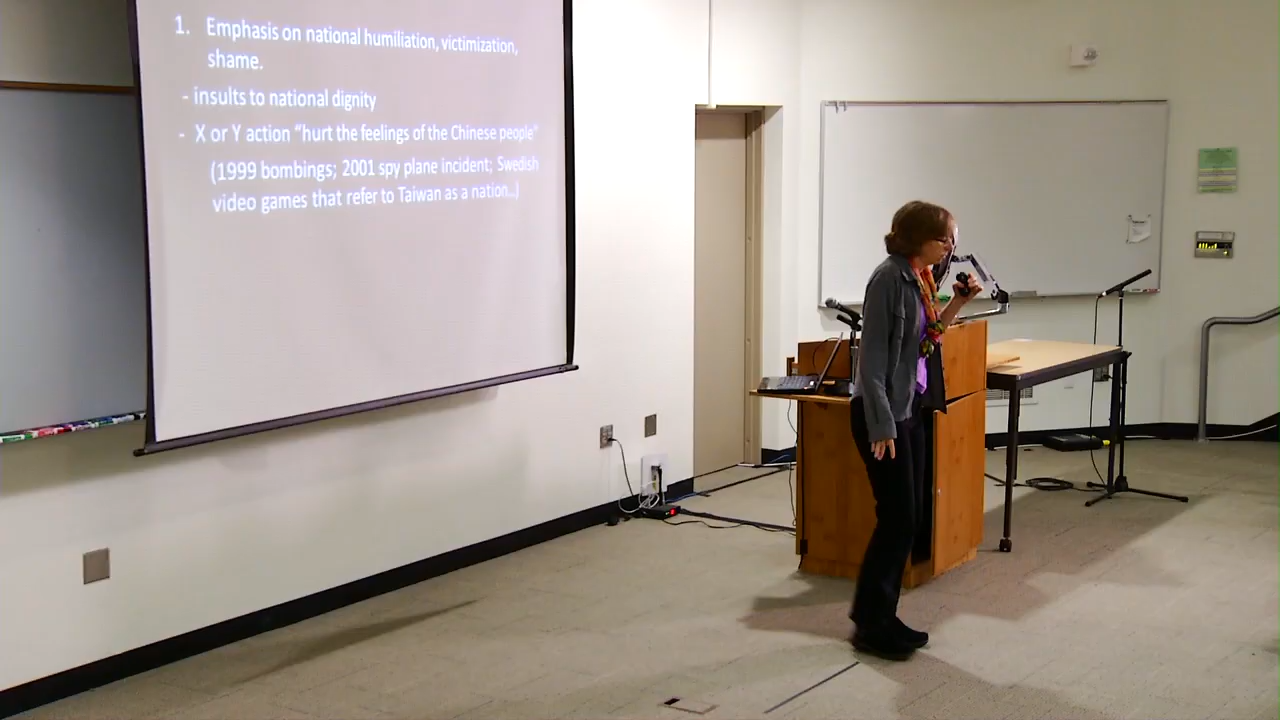 1. Emphasis on national humiliation, victimization,
shame.
- insults to national dignity
- X or Y action “hurt the feelings of the Chinese people”
(1999 bombings; 2001 spy plane incident; Swedish
video games that refer to Taiwan as a nation..)